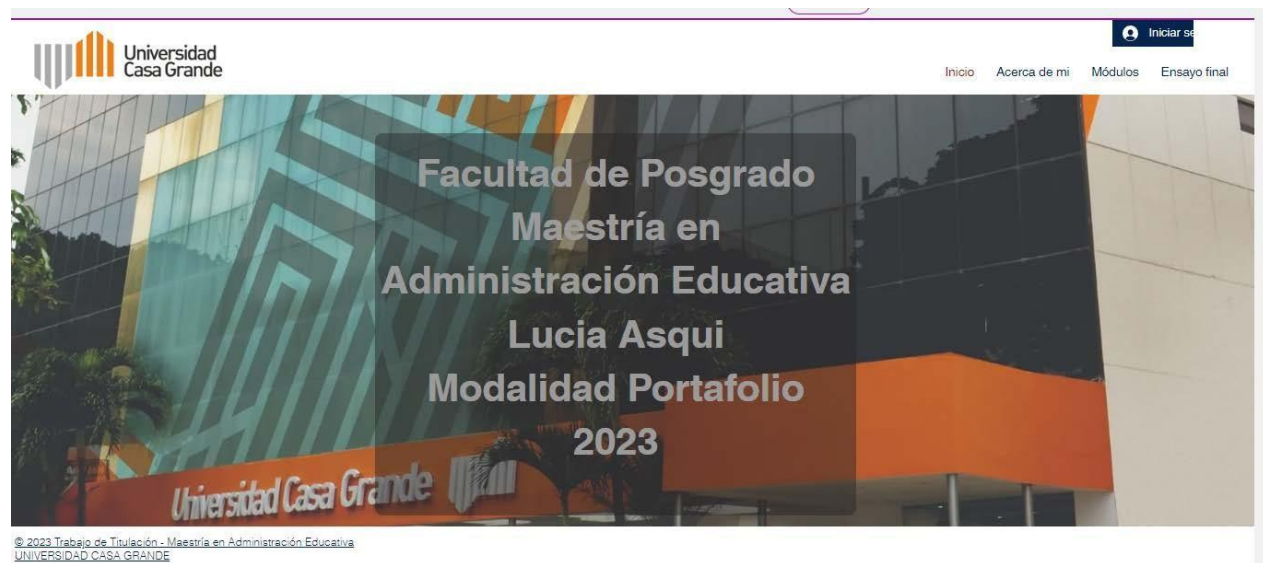 Universidad
Casa Grande
Iniciar se
Inicio Acerca de mi Módulos Ensayo final
Facultad de Posgrado
Maestría en
Administración Educativa
Lucia Asqui
Modalidad Portafolio
2023
Universidad Casa Grande
© 2023 Trabajo de Titulación - Maestría en Administración Educativa
UNIVERSIDAD CASA GRANDE